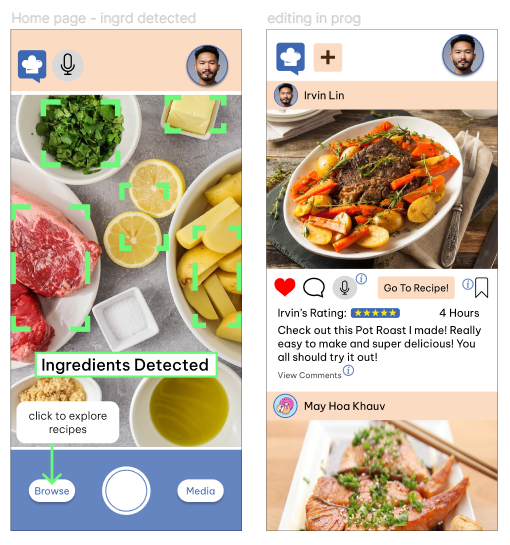 Home page - ingrd detected
Ingredients Detected
click to explore
recipes
Browse
Media
editing in prog
Irvin Lin
Go To Recipe!
Irvin's Rating:
4 Hours
Check out this Pot Roast I made! Really
easy to make and super delicious! You
all should try it out!
View Comments
May Hoa Khauv